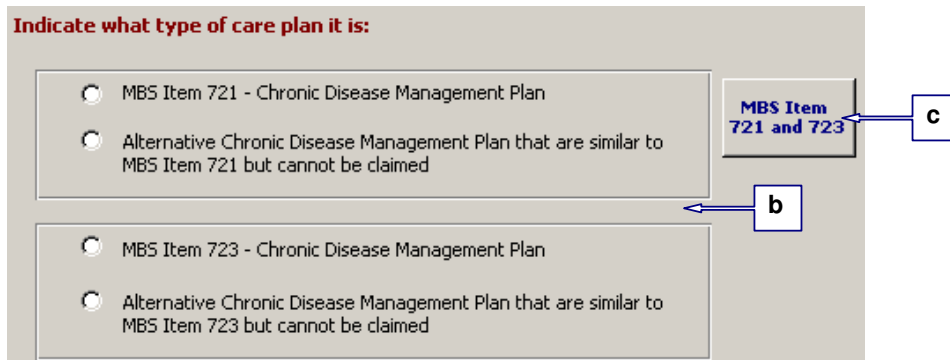 Indicate what type of care plan it is:
MBS Item 721 - Chronic Disease Management Plan
Alternative Chronic Disease Management Plan that are similar to
MBS Item 721 but cannot be claimed
MBS Item
721 and 723
c
b
MBS Item 723 - Chronic Disease Management Plan
Alternative Chronic Disease Management Plan that are similar to
MBS Item 723 but cannot be claimed